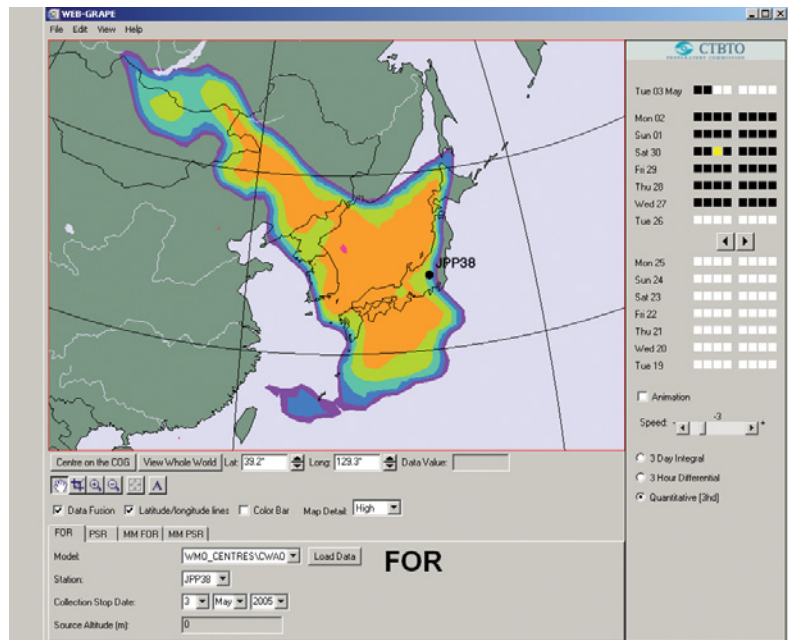 WEB-GRAPE
File Edit View Help
CTBTO
PREPARATORY COMMISSION
Tue 03 May
Mon 02
Sun 01
Sat 30
Fri 29
Thu 28
Wed 27
Tue 26
Mon 25
Sun 24
Sat 23
Fri 22
Thu 21
Wed 20
Tue 19
JPP38
Animation
Speed: - -3 +
3 Day Integral
3 Hour Differential
Quantitative [3hd]
Centre on the COG View Whole World Lat: 39.2° Long: 129.3° Data Value:
A
Data Fusion Latitude/longitude lines Color Bar Map Detail: High
FOR PSR MM FOR MM PSR
Model: WMO_CENTRES\CWAO Load Data FOR
Station: JPP38
Collection Stop Date: 3 May 2005
Source Altitude (m): 0